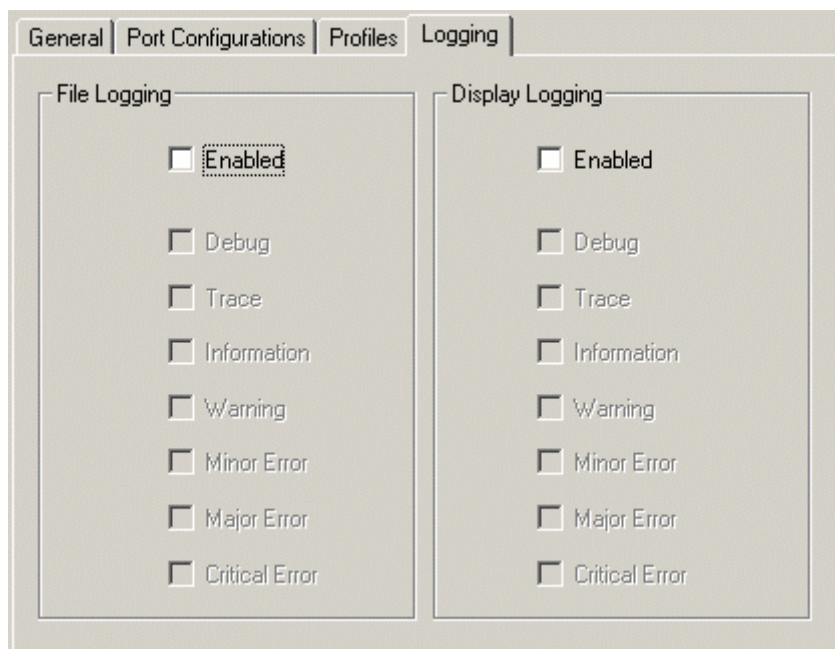 General Port Configurations Profiles Logging
File Logging
Enabled
Debug
Trace
Information
Warning
Minor Error
Major Error
Critical Error
Display Logging
Enabled
Debug
Trace
Information
Warning
Minor Error
Major Error
Critical Error